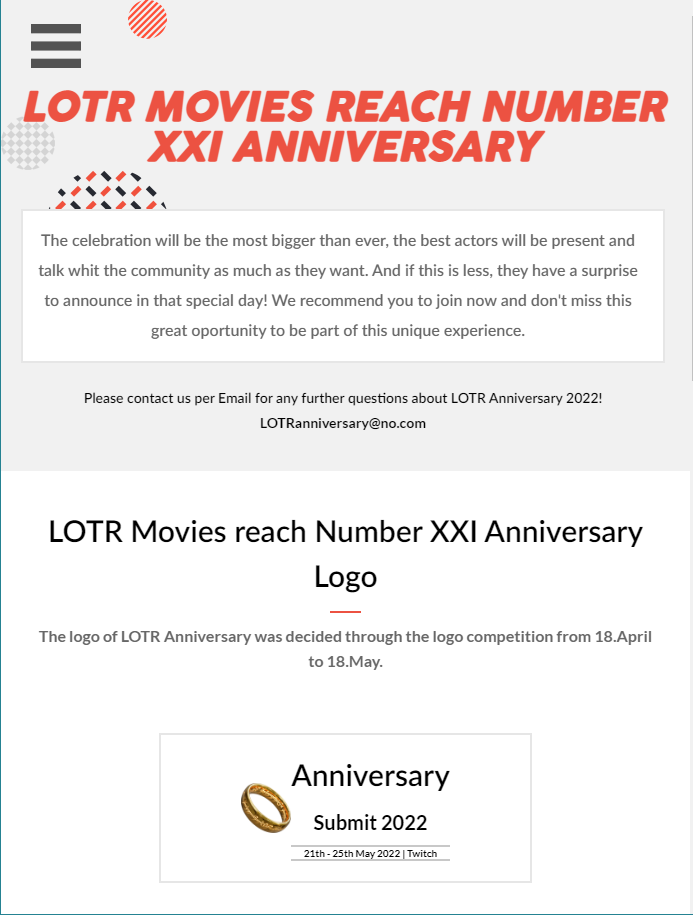 LOTR MOVIES REACH NUMBER
XXI ANNIVERSARY
The celebration will be the most bigger than ever, the best actors will be present and
talk whit the community as much as they want. And if this is less, they have a surprise
to announce in that special day! We recommend you to join now and don't miss this
great oportunity to be part of this unique experience.
Please contact us per Email for any further questions about LOTR Anniversary 2022!
LOTRanniversary@no.com
LOTR Movies reach Number XXI Anniversary
Logo
The logo of LOTR Anniversary was decided through the logo competition from 18.April
to 18.May.
Anniversary
Submit 2022
21th - 25th May 2022 | Twitch